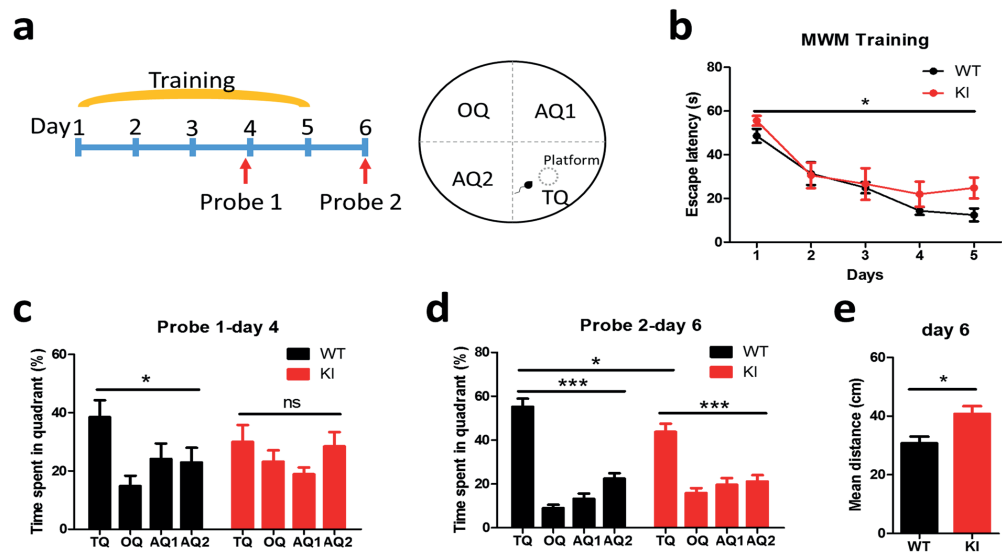 a
Training
Day
1 2 3 4 5 6
Probe 1 Probe 2
OQ AQ1
AQ2 TQ
Platform
b
MWM Training
WT
KI
*
Escape latency (s)
80
60
40
20
0
1 2 3 4 5
Days
c
Probe 1-day 4
WT
KI
* ns
Time spent in quadrant (%)
60
40
20
0
TQ OQ AQ1 AQ2 TQ OQ AQ1 AQ2
d
Probe 2-day 6
WT
KI
*
*** ***
Time spent in quadrant (%)
80
60
40
20
0
TQ OQ AQ1 AQ2 TQ OQ AQ1 AQ2
e
day 6
*
Mean distance (cm)
60
40
20
0
WT KI